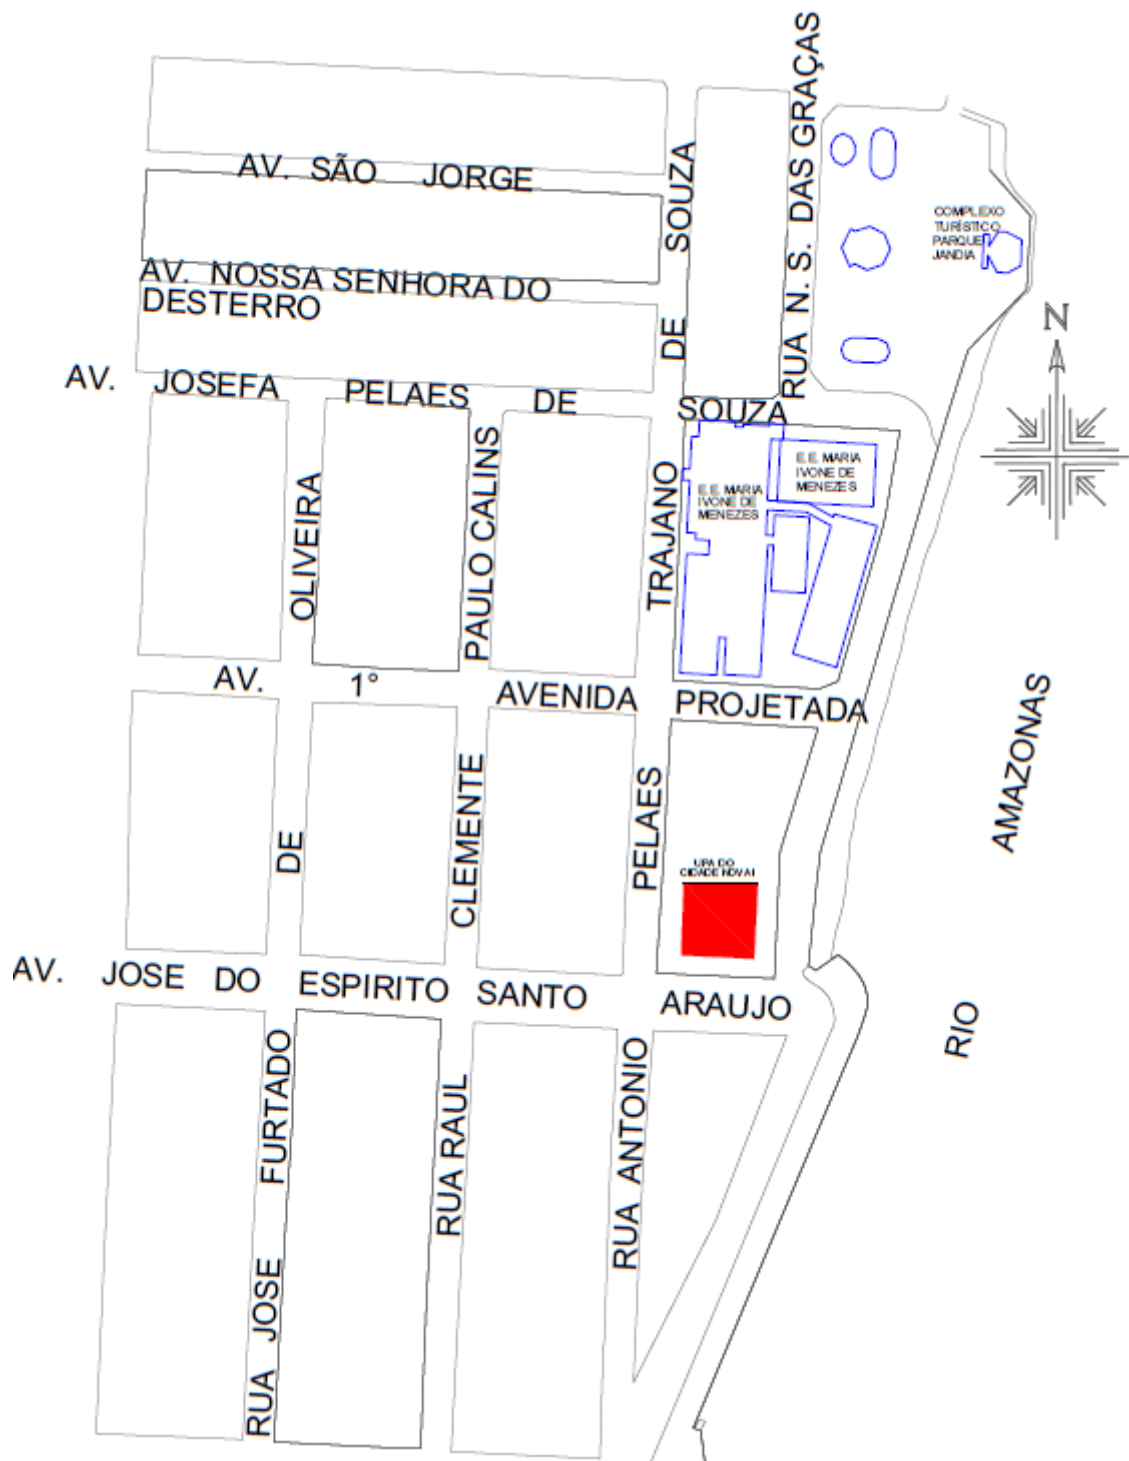 AV. SÃO JORGE
AV. NOSSA SENHORA DO
DESTERRO
AV. JOSEFA PELAES DE SOUZA
RUA N. S. DAS GRAÇAS
COMPLEXO
TURÍSTICO
PARQUE
JANDIA
N
E.E. MARIA
IVONE DE
MENEZES
E.E. MARIA
IVONE DE
MENEZES
AV. 1° AVENIDA PROJETADA
UPA DO
CIDADE NOVA I
AV. JOSE DO ESPIRITO SANTO ARAUJO
RUA JOSE FURTADO DE OLIVEIRA
RUA RAUL CLEMENTE PAULO CALINS
RUA ANTONIO PELAES TRAJANO DE SOUZA
RIO AMAZONAS